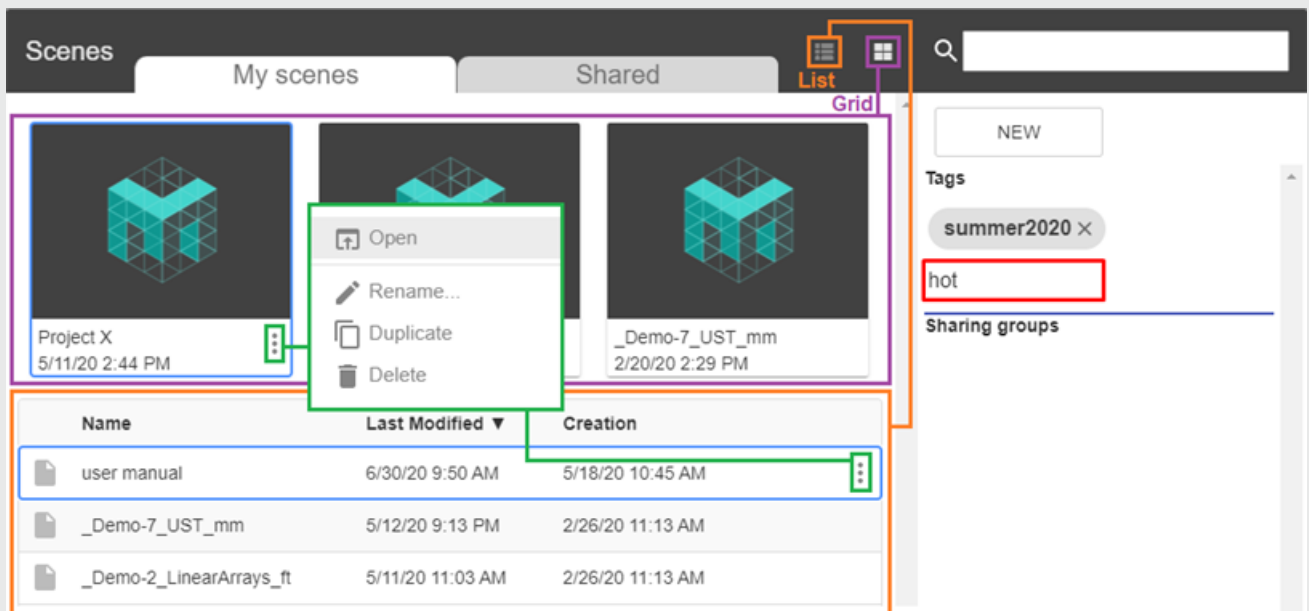 Scenes
My scenes
Shared
List
Grid
NEW
Tags
summer2020 ×
hot
Sharing groups
Project X
5/11/20 2:44 PM
_Demo-7_UST_mm
2/20/20 2:29 PM
Open
Rename...
Duplicate
Delete
Name Last Modified ▼ Creation
user manual 6/30/20 9:50 AM 5/18/20 10:45 AM
_Demo-7_UST_mm 5/12/20 9:13 PM 2/26/20 11:13 AM
_Demo-2_LinearArrays_ft 5/11/20 11:03 AM 2/26/20 11:13 AM